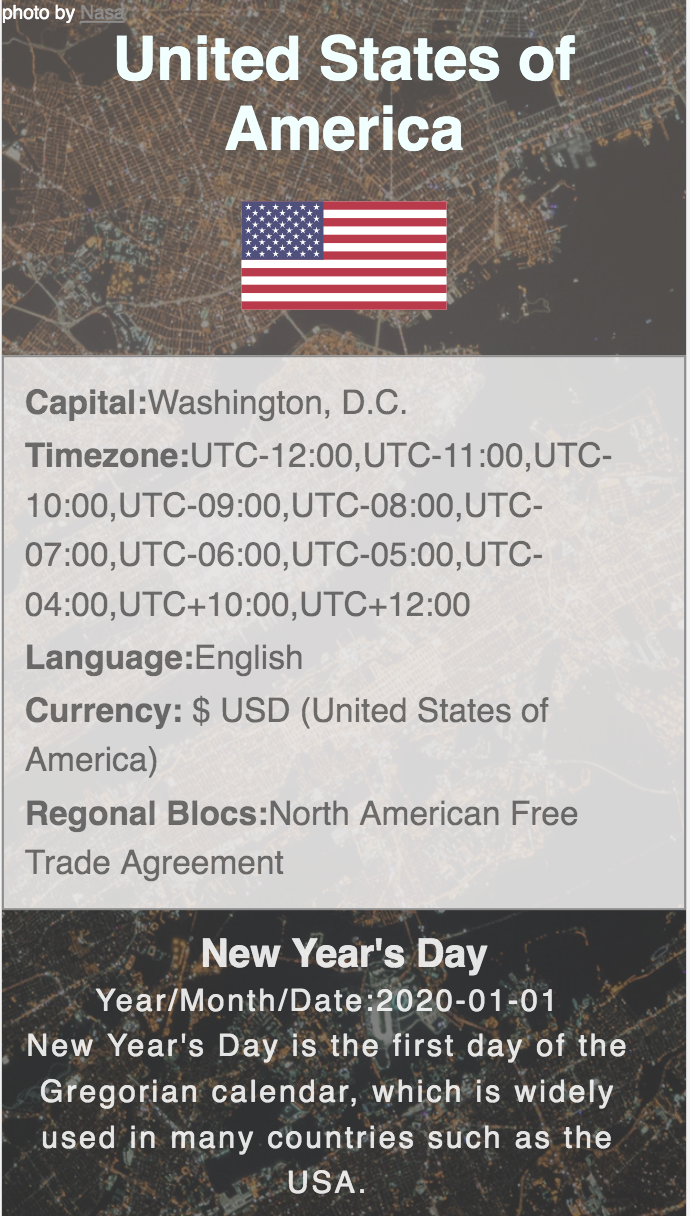 photo by Nasa
United States of
America
Capital:Washington, D.C.
Timezone:UTC-12:00,UTC-11:00,UTC-
10:00,UTC-09:00,UTC-08:00,UTC-
07:00,UTC-06:00,UTC-05:00,UTC-
04:00,UTC+10:00,UTC+12:00
Language:English
Currency: $ USD (United States of
America)
Regonal Blocs:North American Free
Trade Agreement
New Year's Day
Year/Month/Date:2020-01-01
New Year's Day is the first day of the
Gregorian calendar, which is widely
used in many countries such as the
USA.